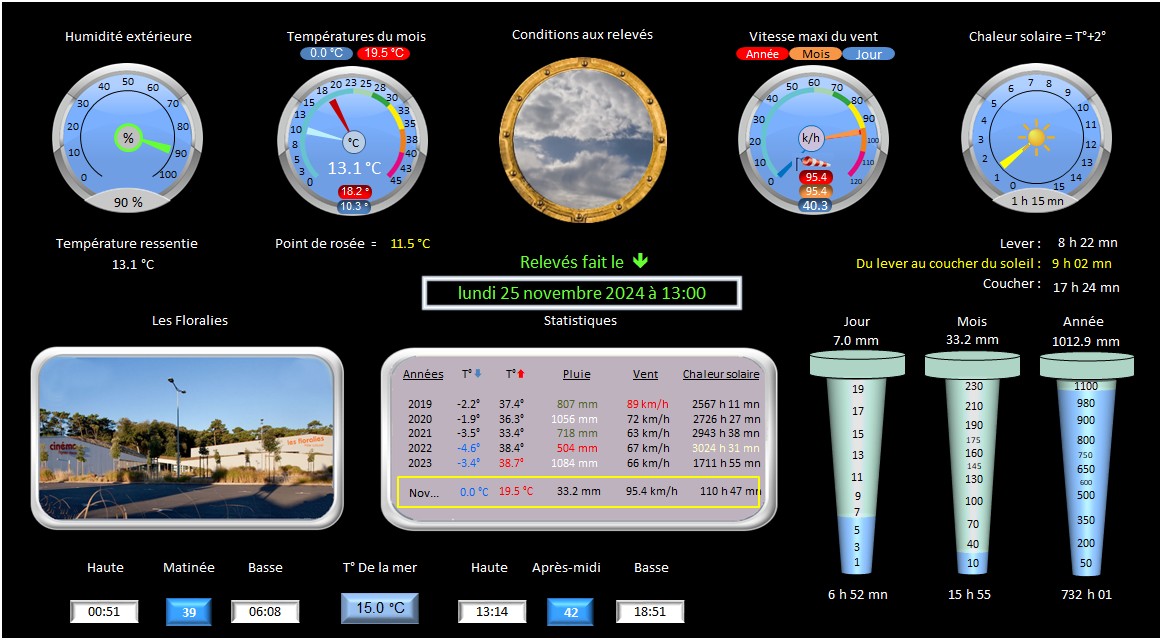 Humidité extérieure
0 10 20 30 40 50 60 70 80 90 100
%
90 %
Températures du mois
0.0 °C 19.5 °C
0 3 5 8 10 13 15 18 20 23 25 28 30 33 35 38 40 43 45
°C
13.1 °C
18.2 °
10.3 °
Conditions aux relevés
Vitesse maxi du vent
Année Mois Jour
0 10 20 30 40 50 60 70 80 90 100 110 120
k/h
95.4
95.4
40.3
Chaleur solaire = T°+2°
0 1 2 3 4 5 6 7 8 9 10 11 12 13 14 15
1 h 15 mn
Température ressentie
13.1 °C
Point de rosée = 11.5 °C
Relevés fait le
lundi 25 novembre 2024 à 13:00
Lever : 8 h 22 mn
Du lever au coucher du soleil : 9 h 02 mn
Coucher : 17 h 24 mn
Les Floralies
cinéma
les floralies
Statistiques
Années T° T° Pluie Vent Chaleur solaire
2019 -2.2° 37.4° 807 mm 89 km/h 2567 h 11 mn
2020 -1.9° 36.3° 1056 mm 72 km/h 2726 h 27 mn
2021 -3.5° 33.4° 718 mm 63 km/h 2943 h 38 mn
2022 -4.6° 38.4° 504 mm 67 km/h 3024 h 31 mn
2023 -3.4° 38.7° 1084 mm 66 km/h 1711 h 55 mn
Nov... 0.0 °C 19.5 °C 33.2 mm 95.4 km/h 110 h 47 mn
Jour
7.0 mm
19
17
15
13
11
9
7
5
3
1
6 h 52 mn
Mois
33.2 mm
230
210
190
175
160
145
130
100
70
40
10
15 h 55
Année
1012.9 mm
1100
980
900
800
750
650
600
500
350
200
50
732 h 01
Haute Matinée Basse
00:51 39 06:08
T° De la mer
15.0 °C
Haute Après-midi Basse
13:14 42 18:51